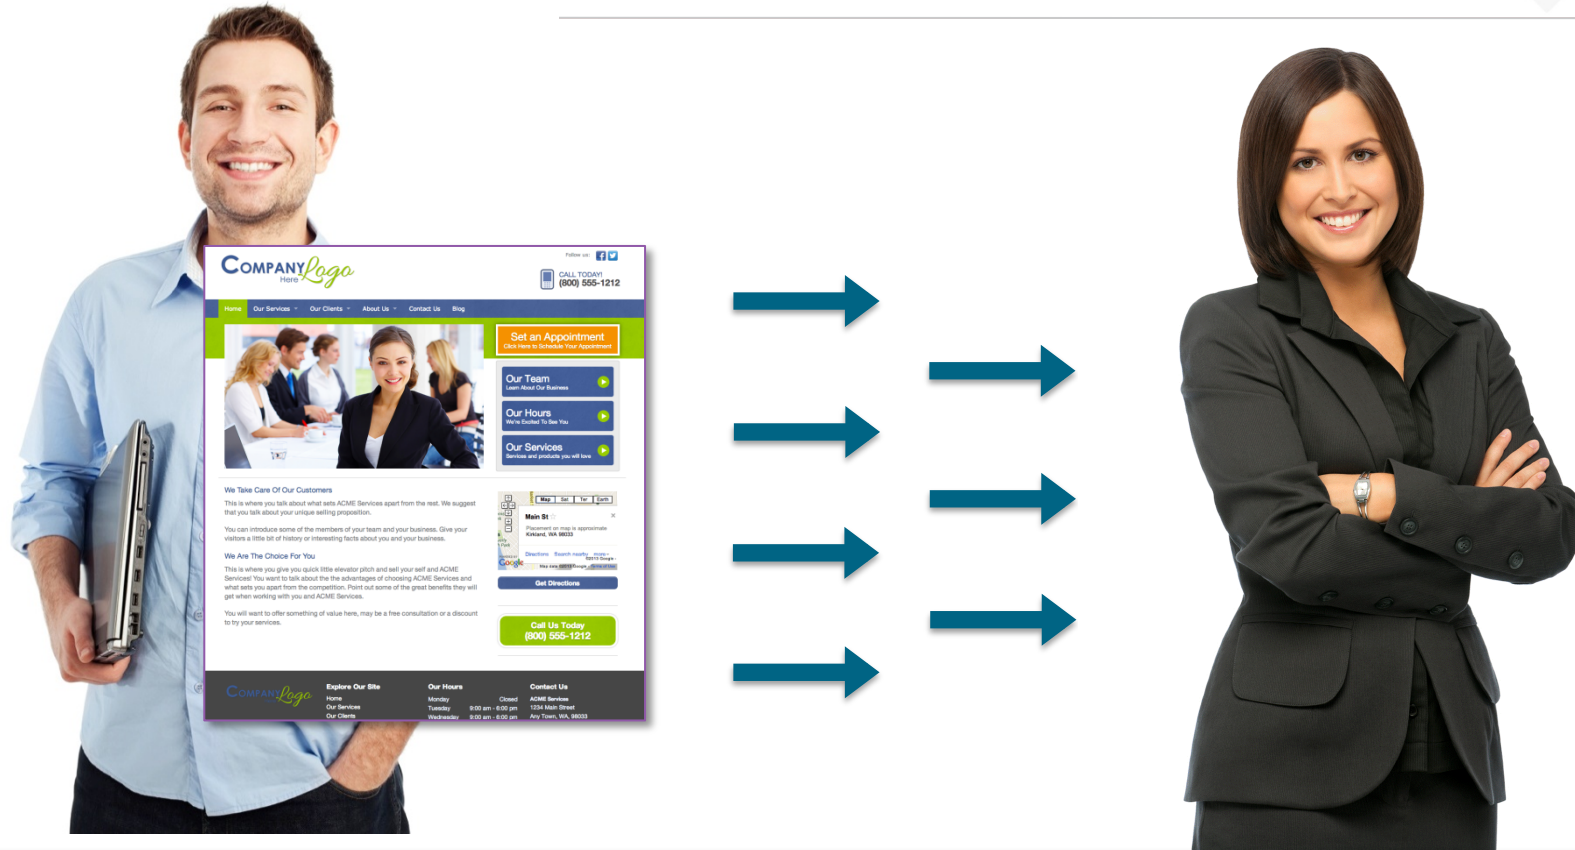 COMPANY Logo
Here
Follow us:
CALL TODAY!
(800) 555-1212
Home Our Services Our Clients About Us Contact Us Blog
Set an Appointment
Click Here to Schedule Your Appointment
Our Team
Learn About Our Business
Our Hours
We're Excited To See You
Our Services
Services and products you will love
We Take Care Of Our Customers
This is where you talk about what sets ACME Services apart from the rest. We suggest
that you talk about your unique selling proposition.
You can introduce some of the members of your team and your business. Give your
visitors a little bit of history or interesting facts about you and your business.
We Are The Choice For You
This is where you give you quick little elevator pitch and sell your self and ACME
Services! You want to talk about the the advantages of choosing ACME Services and
what sets you apart from the competition. Point out some of the great benefits they will
get when working with you and ACME Services.
You will want to offer something of value here, may be a free consultation or a discount
to try your services.
Map Sat Ter Earth
Main St
Placement on map is approximate
Kirkland, WA 98033
Directions Search nearby more
©2013 Google
Google
Map data ©2013 Google Terms of Use
Get Directions
Call Us Today
(800) 555-1212
COMPANY Logo
Explore Our Site
Home
Our Services
Our Clients
Our Hours
Monday Closed
Tuesday 9:00 am - 6:00 pm
Wednesday 9:00 am - 6:00 pm
Contact Us
ACME Services
1234 Main Street
Any Town, WA, 98033